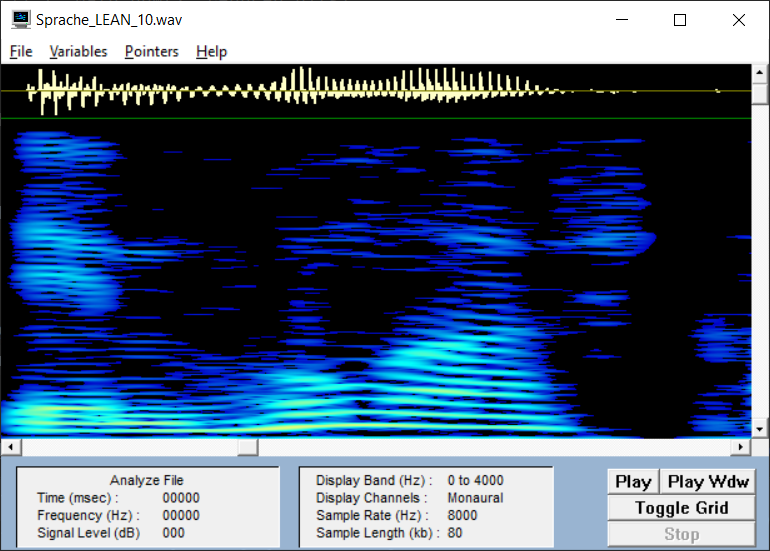 Sprache_LEAN_10.wav
File Variables Pointers Help
Analyze File
Time (msec) : 00000
Frequency (Hz) : 00000
Signal Level (dB) 000
Display Band (Hz) : 0 to 4000
Display Channels : Monaural
Sample Rate (Hz) : 8000
Sample Length (kb) : 80
Play Play Wdw
Toggle Grid
Stop